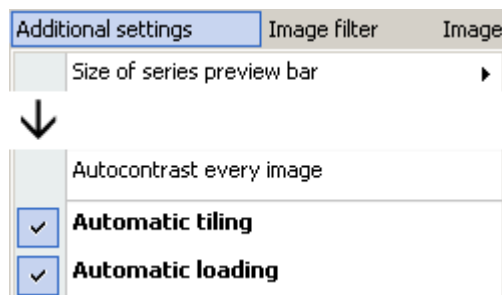 Additional settings Image filter Image
Size of series preview bar
Autocontrast every image
Automatic tiling
Automatic loading